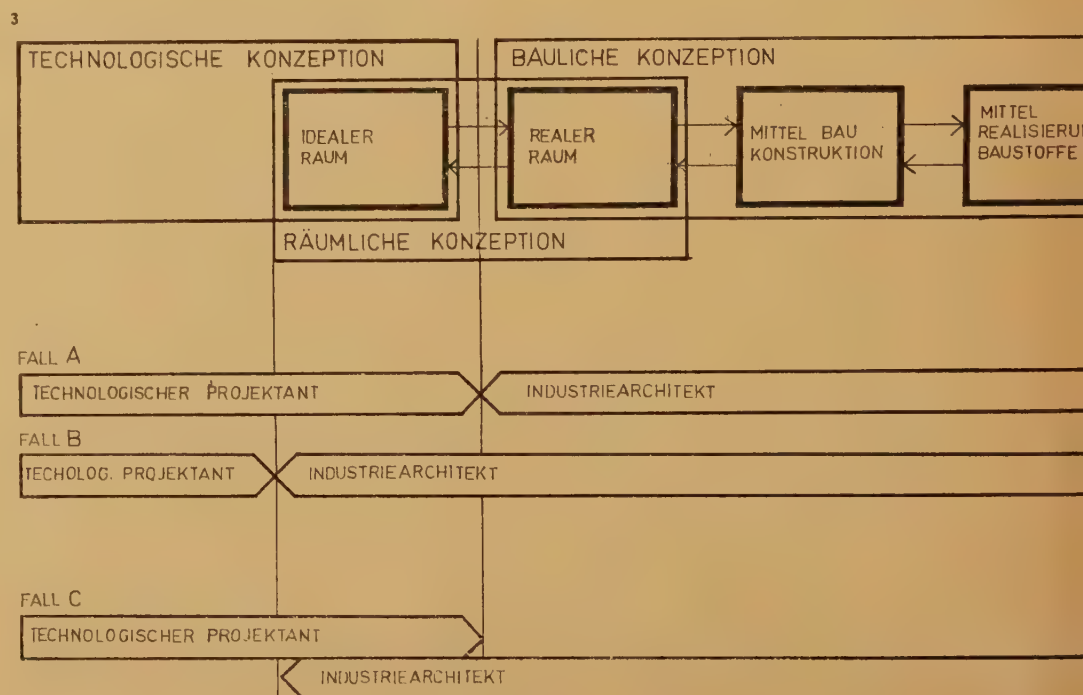 3
TECHNOLOGISCHE KONZEPTION
BAULICHE KONZEPTION
IDEALER
RAUM
REALER
RAUM
MITTEL BAU
KONSTRUKTION
MITTEL
REALISIERU
BAUSTOFFE
RÄUMLICHE KONZEPTION
FALL A
TECHNOLOGISCHER PROJEKTANT
INDUSTRIEARCHITEKT
FALL B
TECHOLOG. PROJEKTANT
INDUSTRIEARCHITEKT
FALL C
TECHNOLOGISCHER PROJEKTANT
INDUSTRIEARCHITEKT